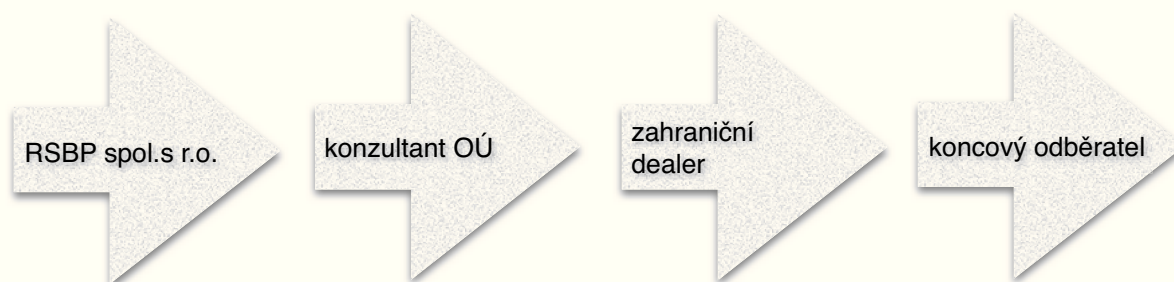 RSBP spol.s r.o.
konzultant OÚ
zahraniční
dealer
koncový odběratel